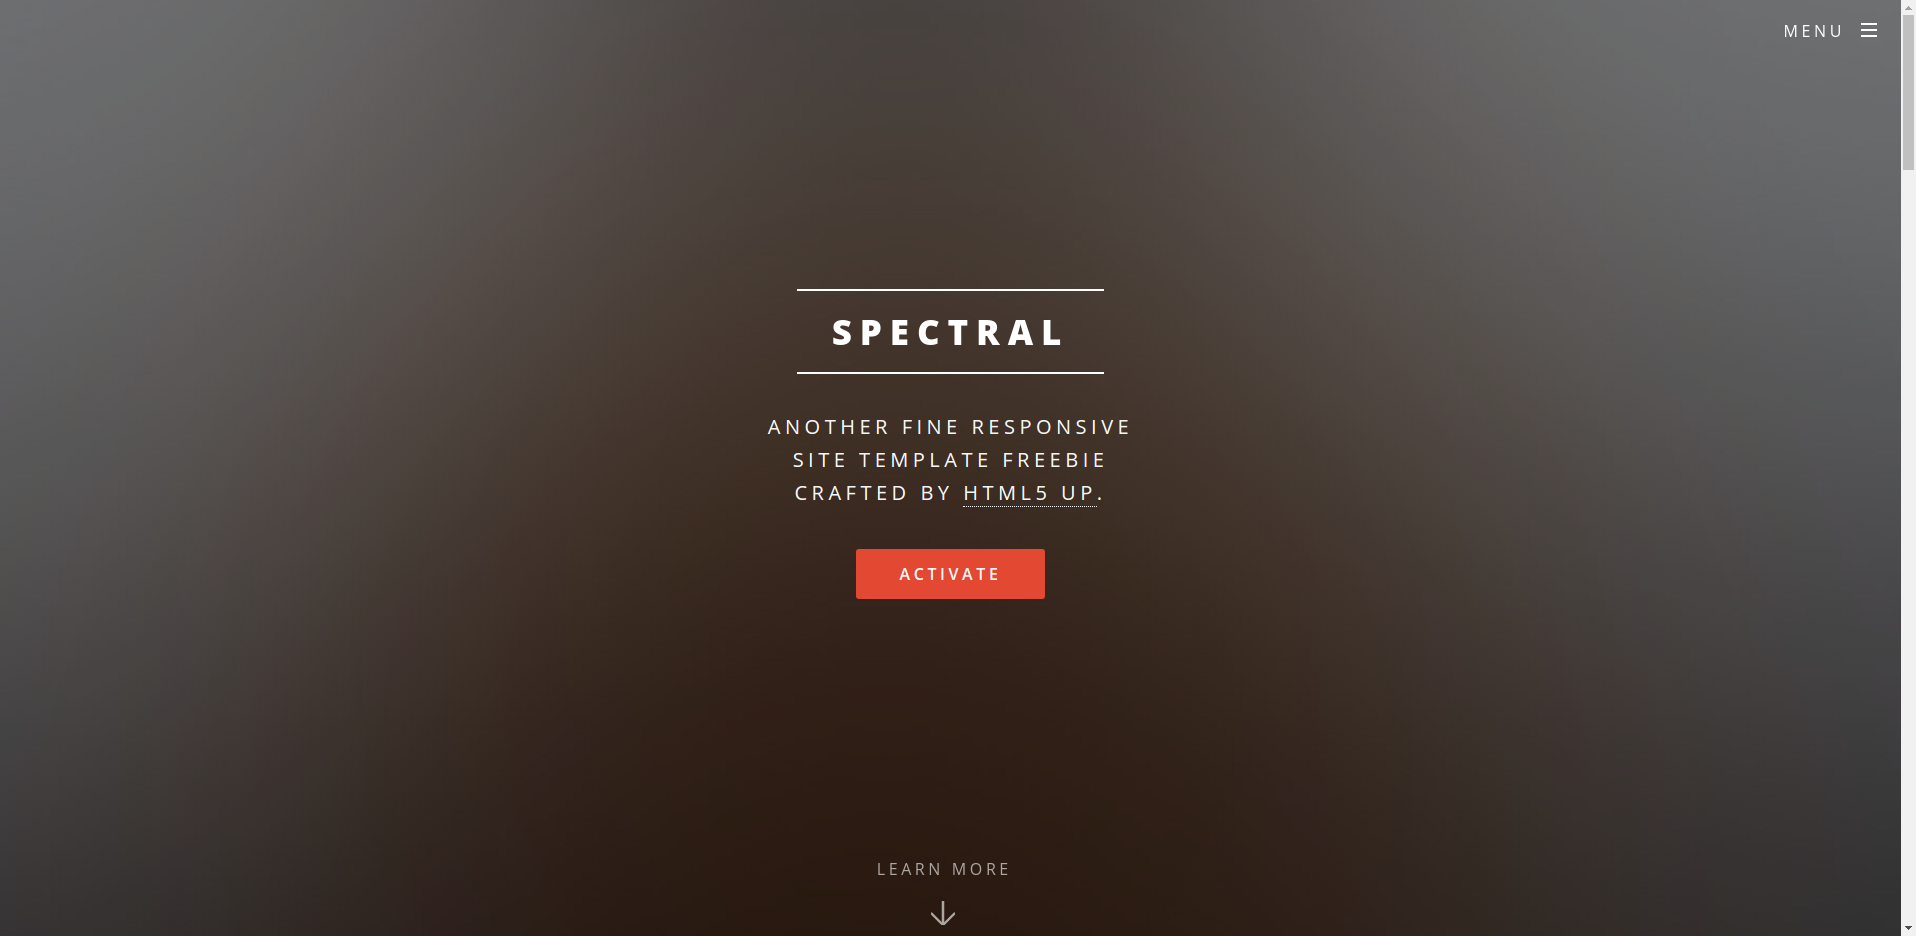 MENU
SPECTRAL
ANOTHER FINE RESPONSIVE
SITE TEMPLATE FREEBIE
CRAFTED BY HTML5 UP.
ACTIVATE
LEARN MORE